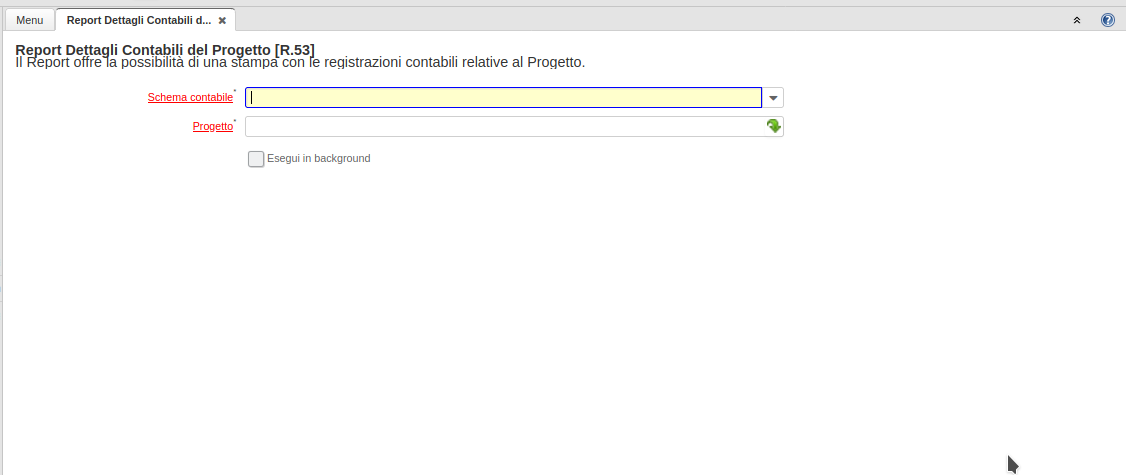 Menu
Report Dettagli Contabili d...
Report Dettagli Contabili del Progetto [R.53]
Il Report offre la possibilità di una stampa con le registrazioni contabili relative al Progetto.
Schema contabile*
Progetto*
Esegui in background